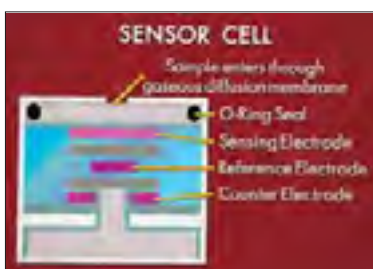 SENSOR CELL
Sample enters through
gaseous diffusion membrane
O-Ring Seal
Sensing Electrode
Reference Electrode
Counter Electrode